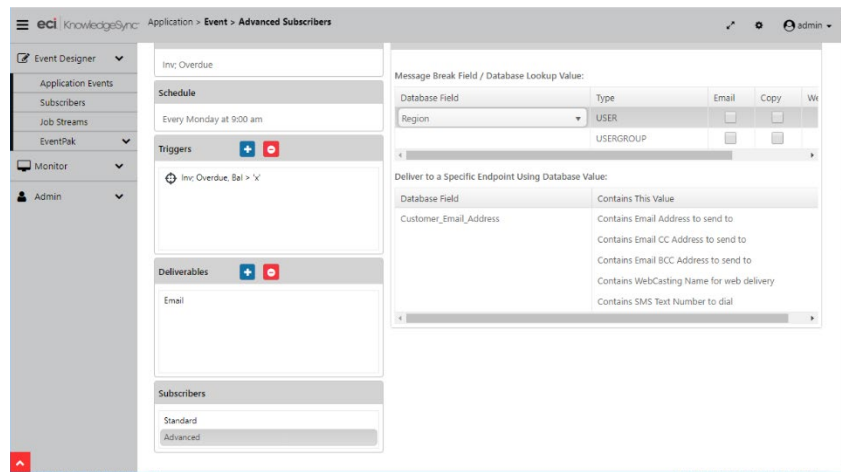 eci KnowledgeSync
Application > Event > Advanced Subscribers
admin
Event Designer
Application Events
Subscribers
Job Streams
EventPak
Monitor
Admin
Inv; Overdue
Schedule
Every Monday at 9:00 am
Triggers
Inv; Overdue, Bal > 'x'
Deliverables
Email
Subscribers
Standard
Advanced
Message Break Field / Database Lookup Value:
Database Field Type Email Copy We
Region USER
USERGROUP
Deliver to a Specific Endpoint Using Database Value:
Database Field Contains This Value
Customer_Email_Address Contains Email Address to send to
Contains Email CC Address to send to
Contains Email BCC Address to send to
Contains WebCasting Name for web delivery
Contains SMS Text Number to dial